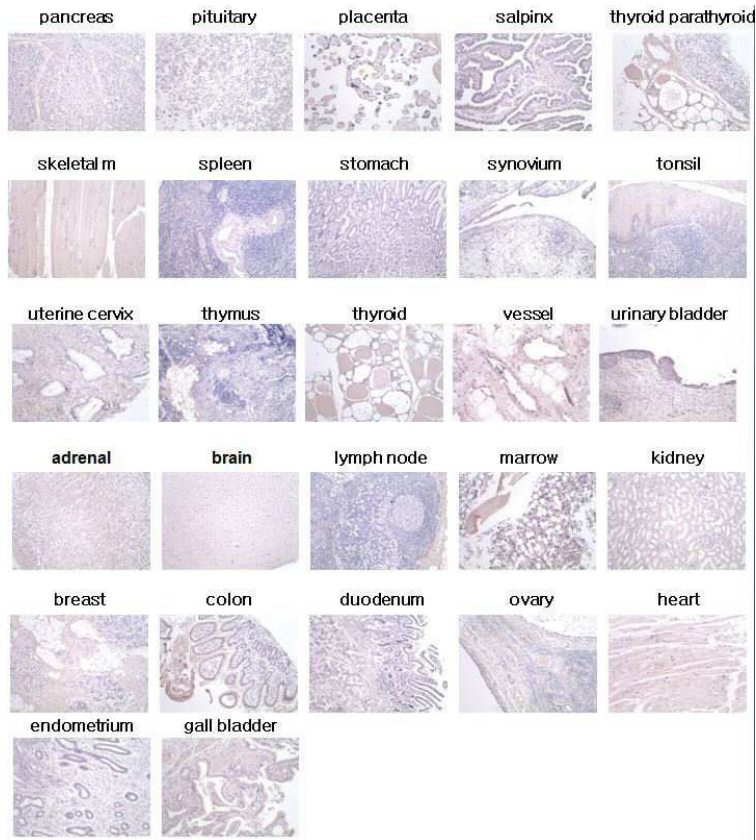 pancreas pituitary placenta salpinx thyroid parathyroid
skeletal m spleen stomach synovium tonsil
uterine cervix thymus thyroid vessel urinary bladder
adrenal brain lymph node marrow kidney
breast colon duodenum ovary heart
endometrium gall bladder